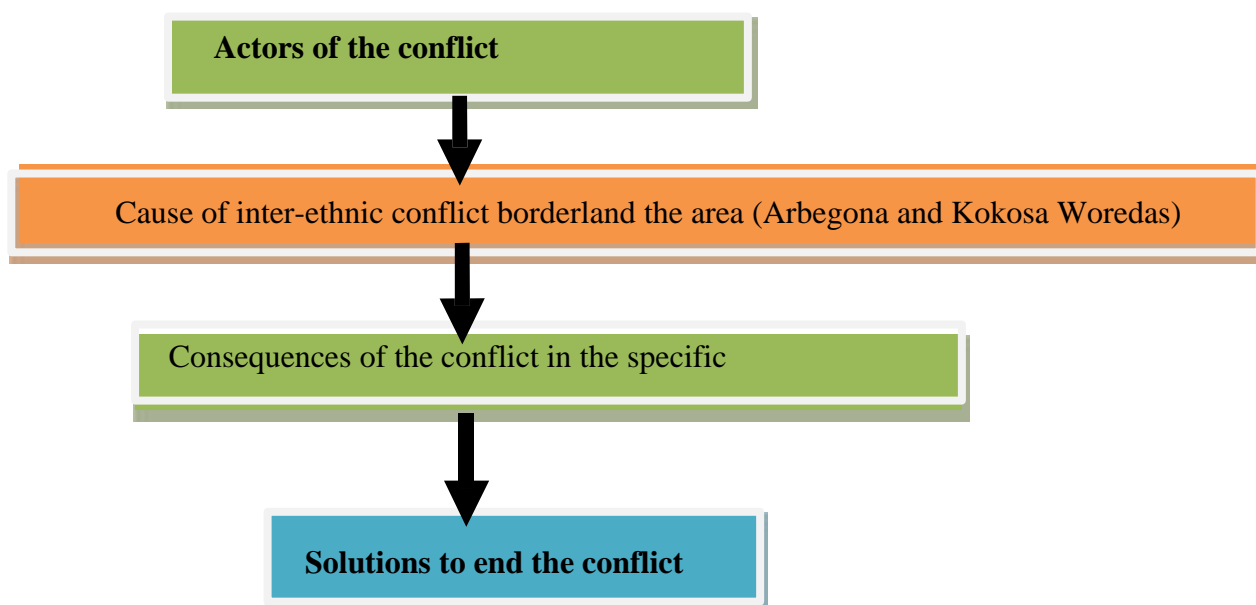 Actors of the conflict
Cause of inter-ethnic conflict borderland the area (Arbegona and Kokosa Woredas)
Consequences of the conflict in the specific
Solutions to end the conflict